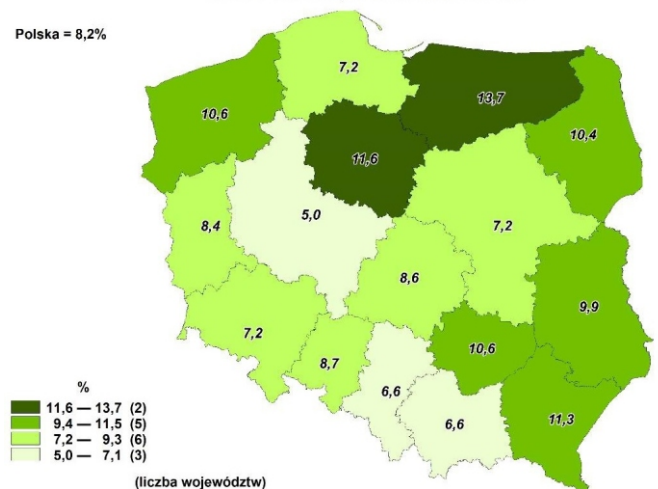 Polska = 8,2%
7,2
13,7
10,6
10,4
11,6
5,0
7,2
8,4
8,6
9,9
7,2
10,6
8,7
6,6
6,6
11,3
%
11,6 — 13,7 (2)
9,4 — 11,5 (5)
7,2 — 9,3 (6)
5,0 — 7,1 (3)
(liczba województw)